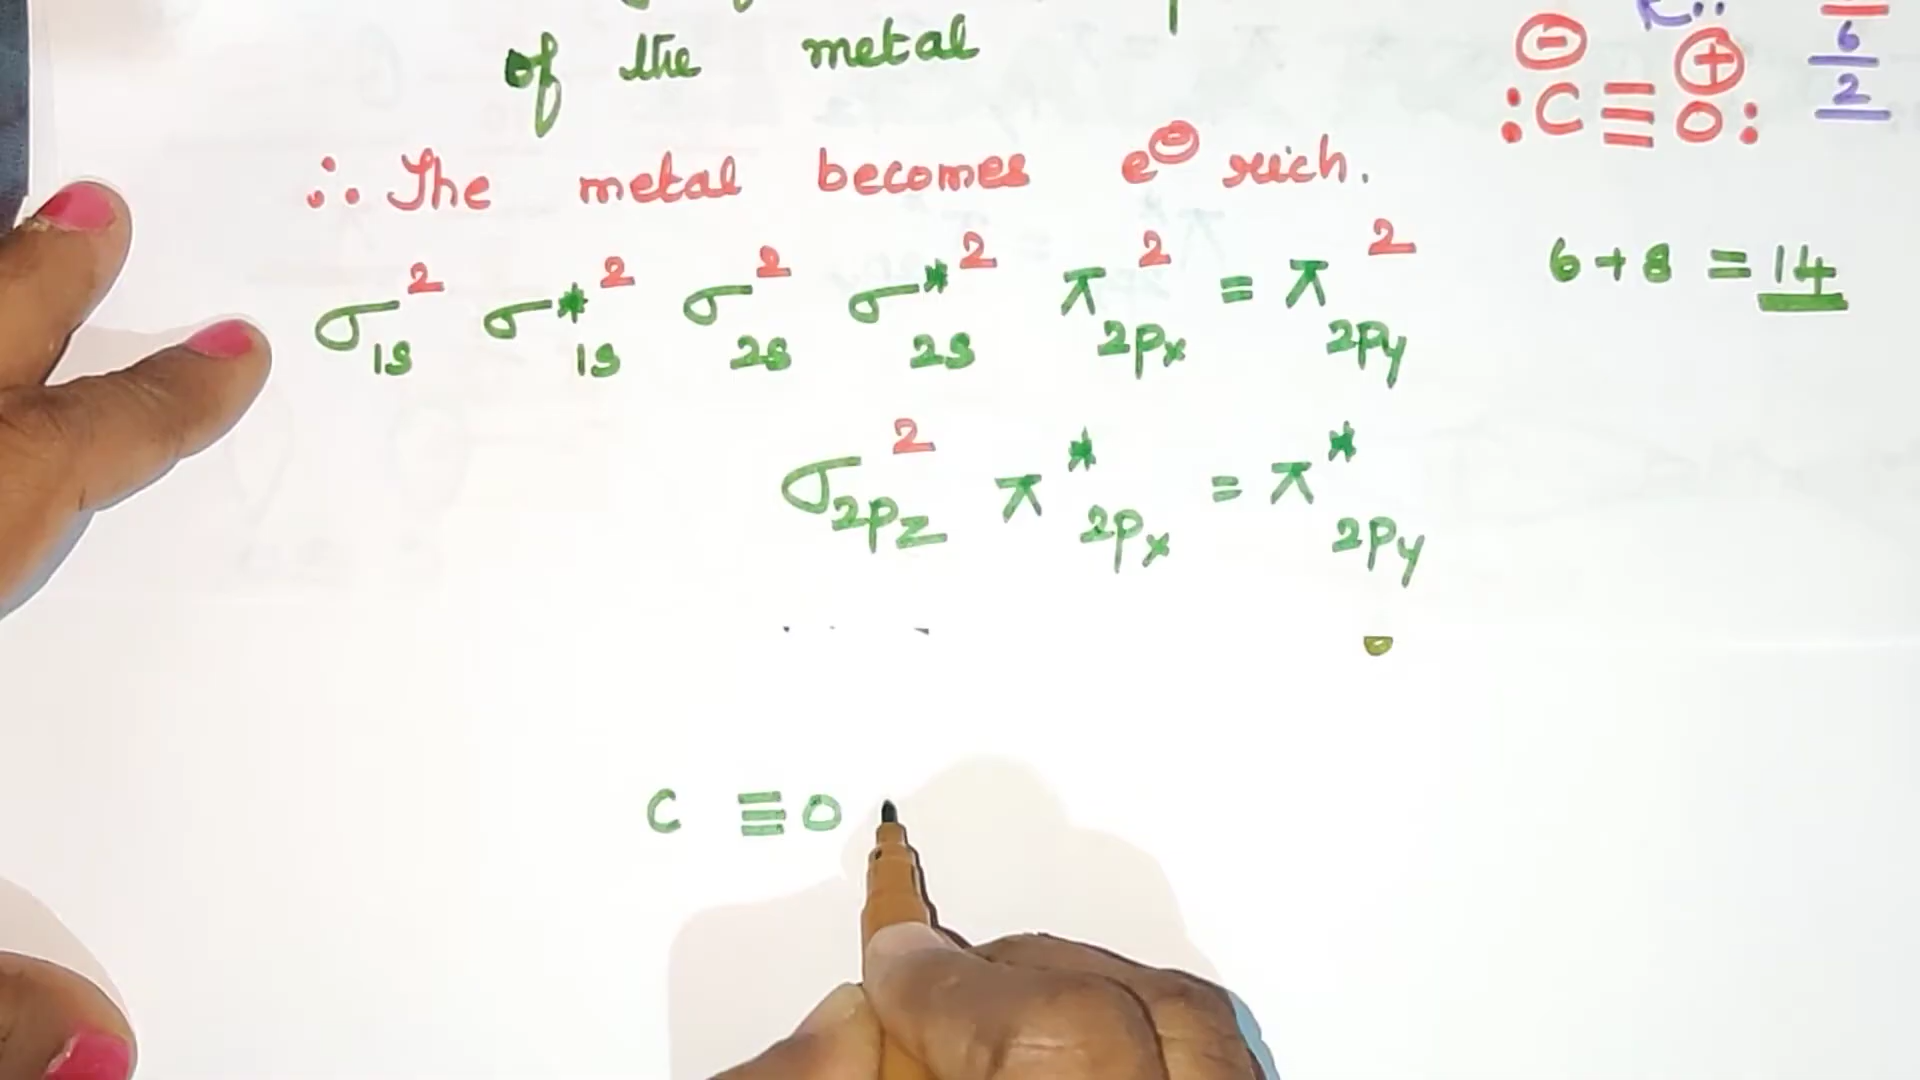 of the metal
∴ The metal becomes e⊖ rich.
σ1s² σ*1s² σ2s² σ*2s² π2px² = π2py²
σ2pz² π*2px = π*2py
C ≡ O
⊖ ⊕
:C ≡ O:
6
2
6 + 8 = 14